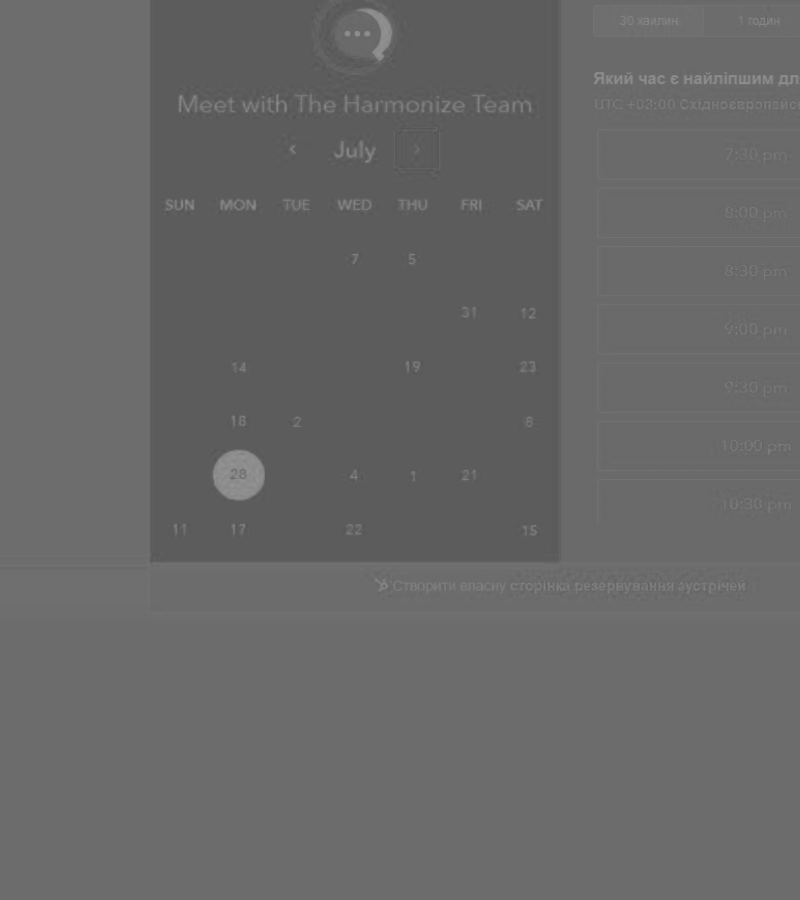 30 хвилин 1 годин
Який час є найліпшим дл
UTC +03:00 Східноєвропейсь
Meet with The Harmonize Team
July
SUN MON TUE WED THU FRI SAT
7 5
31 12
14 19 23
18 2 8
28 4 1 21
11 17 22 15
7:30 pm
8:00 pm
8:30 pm
9:00 pm
9:30 pm
10:00 pm
10:30 pm
Створити власну сторінка резервування зустрічей